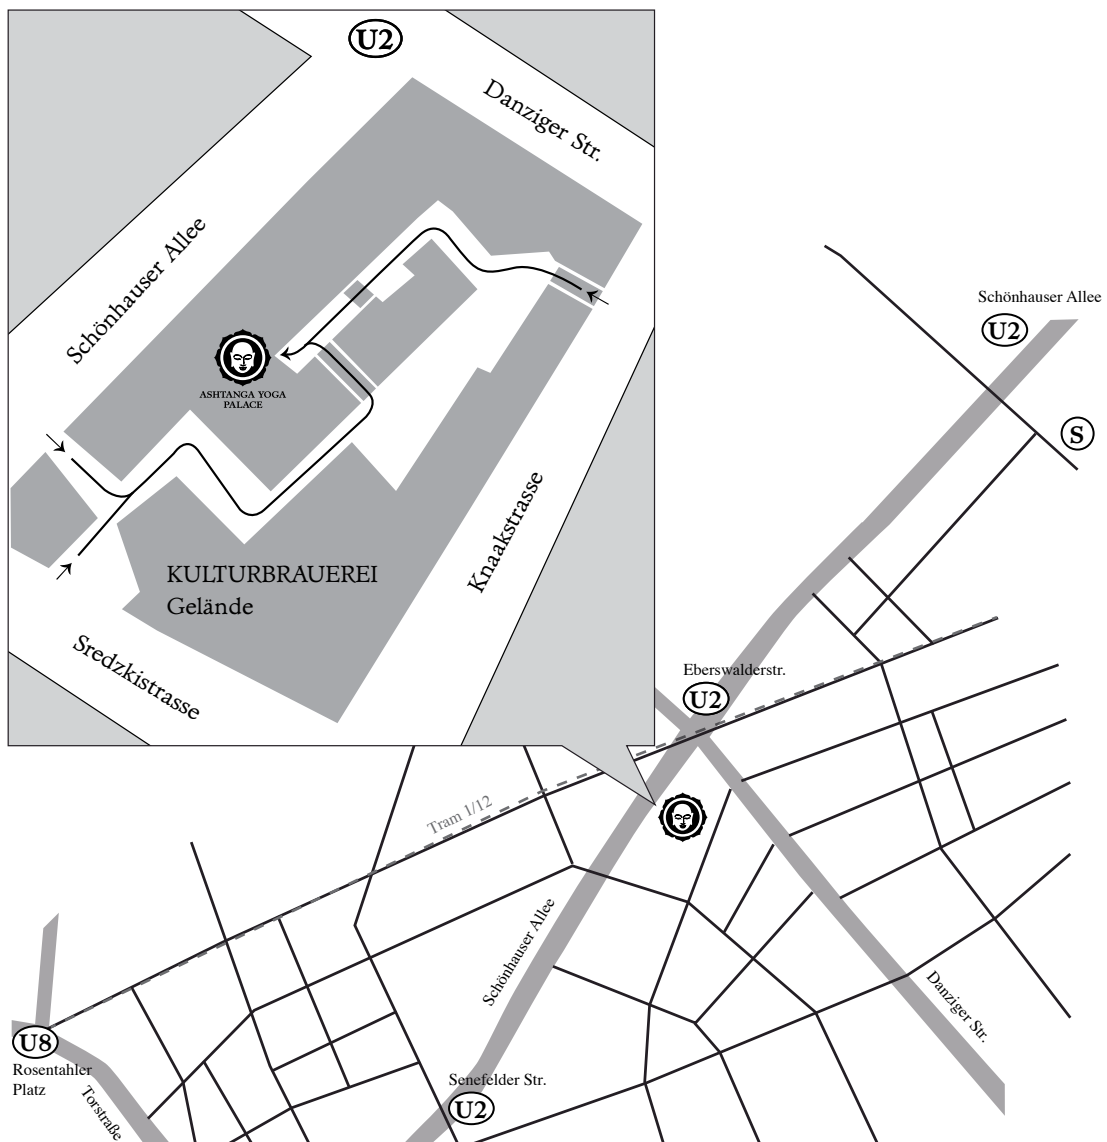 U2
Danziger Str.
Schönhauser Allee
ASHTANGA YOGA
PALACE
KULTURBRAUEREI
Gelände
Knaakstrasse
Sredzkistrasse
Schönhauser Allee
U2
S
Eberswalderstr.
U2
Tram 1/12
Schönhauser Allee
Danziger Str.
U8
Rosentahler
Platz
Torstraße
Senefelder Str.
U2